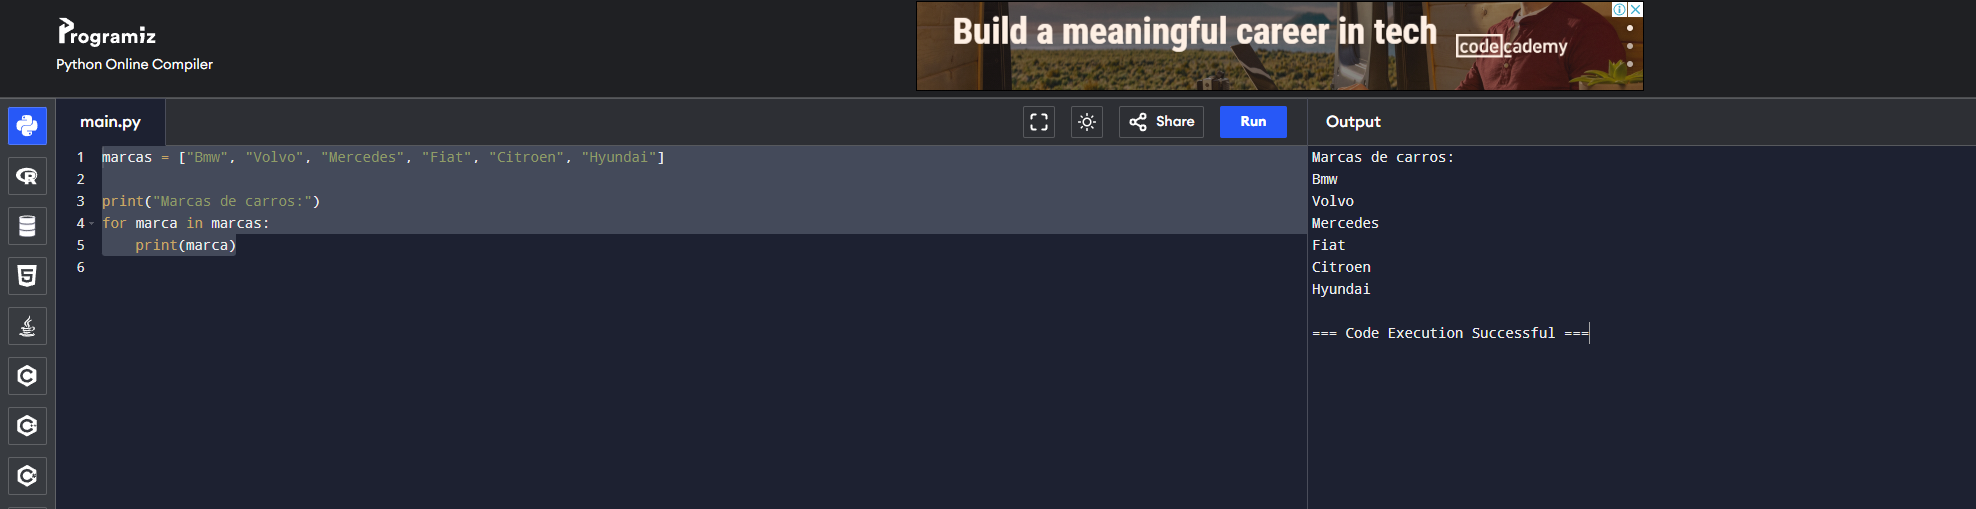 Programiz
Python Online Compiler
Build a meaningful career in tech
codecademy
main.py
Share
Run
Output
1 marcas = ["Bmw", "Volvo", "Mercedes", "Fiat", "Citroen", "Hyundai"]
2
3 print("Marcas de carros:")
4 for marca in marcas:
5     print(marca)
6
Marcas de carros:
Bmw
Volvo
Mercedes
Fiat
Citroen
Hyundai
=== Code Execution Successful ===